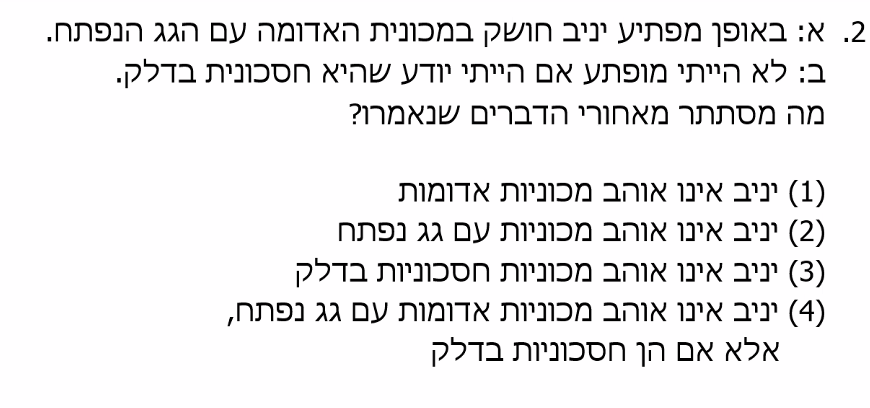 2. א: באופן מפתיע יניב חושק במכונית האדומה עם הגג הנפתח.
ב: לא הייתי מופתע אם הייתי יודע שהיא חסכונית בדלק.
מה מסתתר מאחורי הדברים שנאמרו?
(1) יניב אינו אוהב מכוניות אדומות
(2) יניב אינו אוהב מכוניות עם גג נפתח
(3) יניב אינו אוהב מכוניות חסכוניות בדלק
(4) יניב אינו אוהב מכוניות אדומות עם גג נפתח,
אלא אם הן חסכוניות בדלק